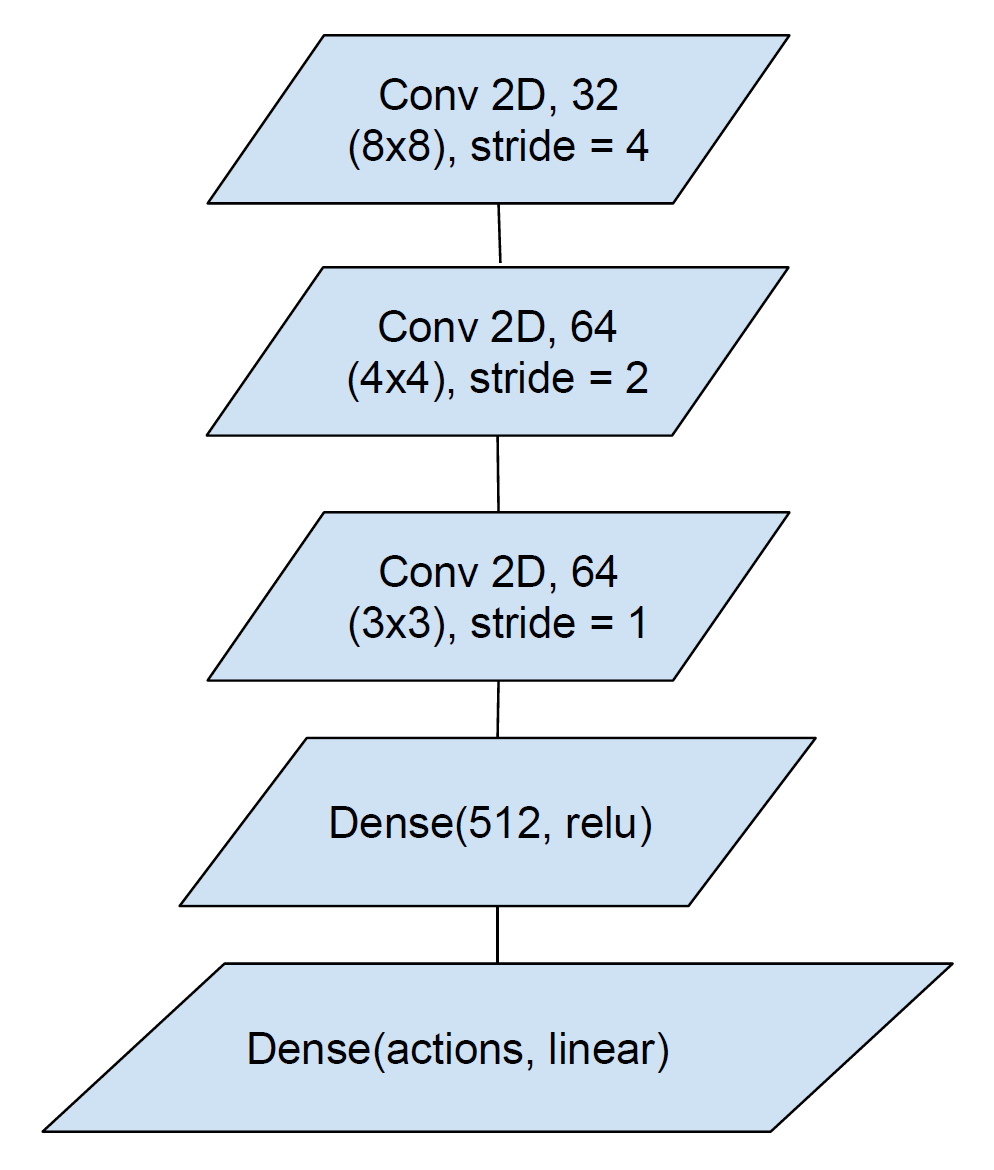 Conv 2D, 32
(8x8), stride = 4
Conv 2D, 64
(4x4), stride = 2
Conv 2D, 64
(3x3), stride = 1
Dense(512, relu)
Dense(actions, linear)